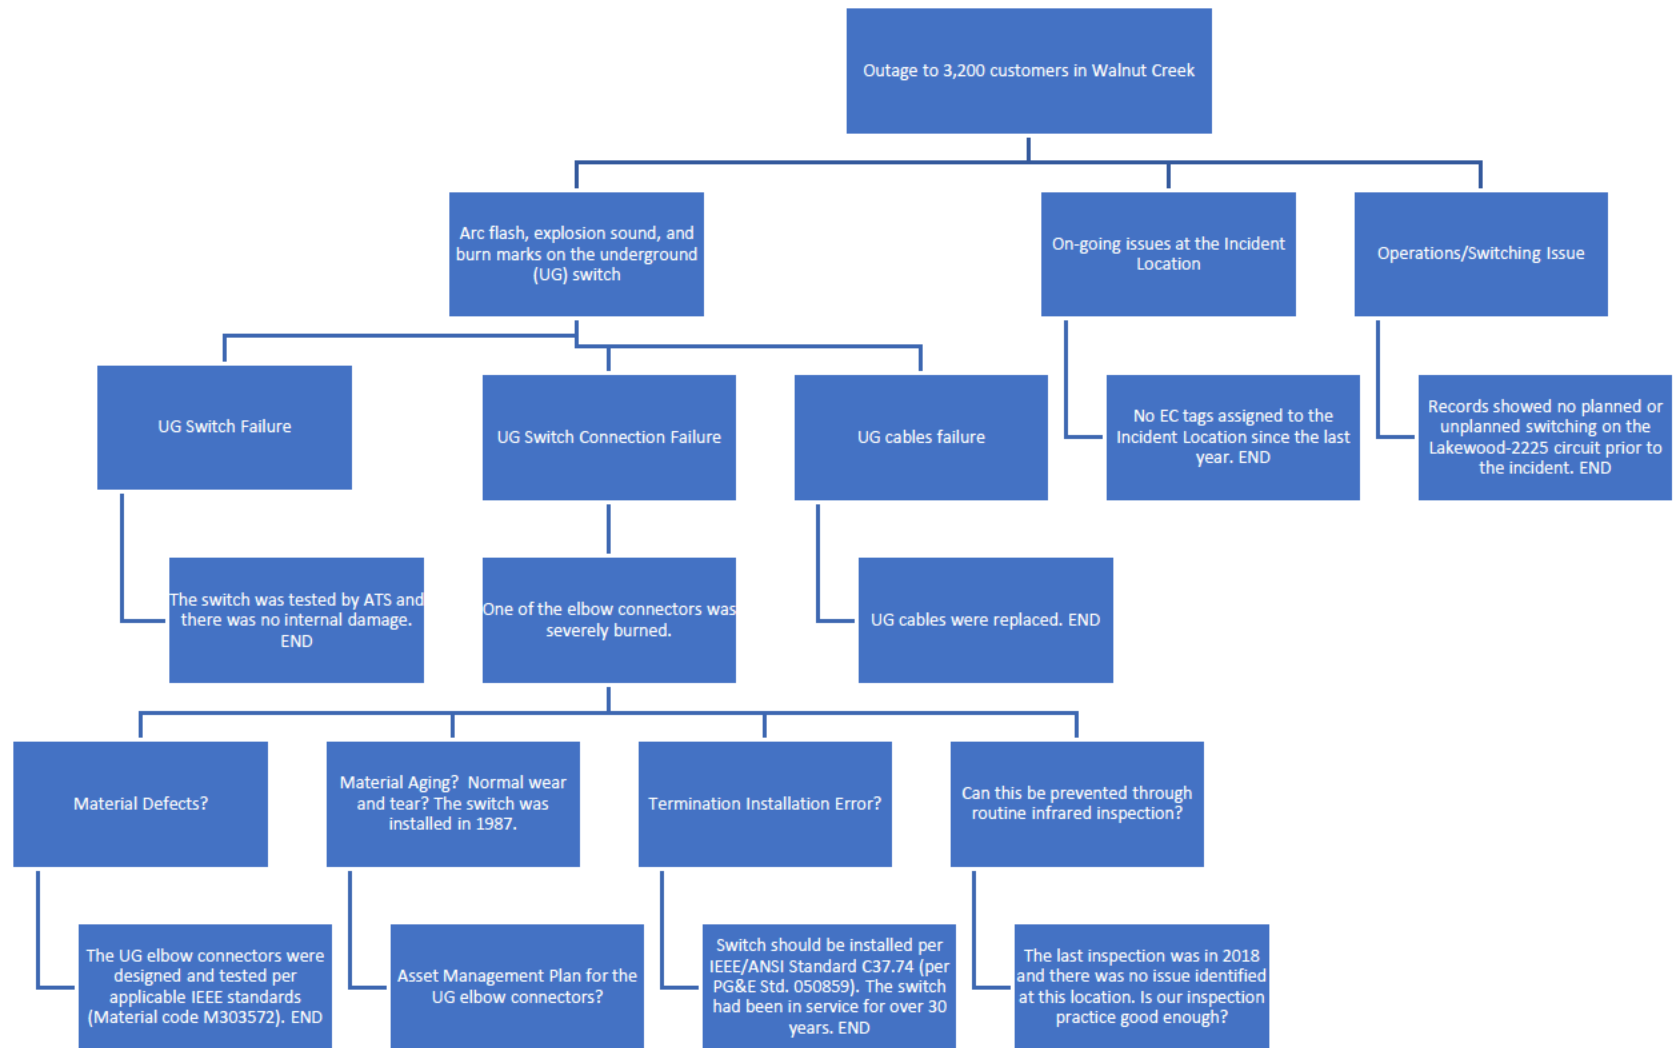 Outage to 3,200 customers in Walnut Creek
Arc flash, explosion sound, and
burn marks on the underground
(UG) switch
On-going issues at the Incident
Location
Operations/Switching Issue
UG Switch Failure
UG Switch Connection Failure
UG cables failure
No EC tags assigned to the
Incident Location since the last
year. END
Records showed no planned or
unplanned switching on the
Lakewood-2225 circuit prior to
the incident. END
The switch was tested by ATS and
there was no internal damage.
END
One of the elbow connectors was
severely burned.
UG cables were replaced. END
Material Defects?
Material Aging?  Normal wear
and tear? The switch was
installed in 1987.
Termination Installation Error?
Can this be prevented through
routine infrared inspection?
The UG elbow connectors were
designed and tested per
applicable IEEE standards
(Material code M303572). END
Asset Management Plan for the
UG elbow connectors?
Switch should be installed per
IEEE/ANSI Standard C37.74 (per
PG&E Std. 050859). The switch
had been in service for over 30
years. END
The last inspection was in 2018
and there was no issue identified
at this location. Is our inspection
practice good enough?